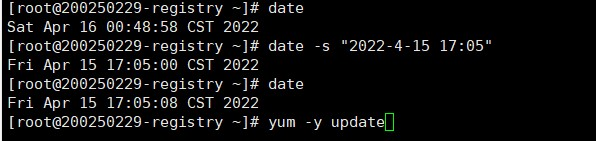 [root@200250229-registry ~]# date
Sat Apr 16 00:48:58 CST 2022
[root@200250229-registry ~]# date -s "2022-4-15 17:05"
Fri Apr 15 17:05:00 CST 2022
[root@200250229-registry ~]# date
Fri Apr 15 17:05:08 CST 2022
[root@200250229-registry ~]# yum -y update